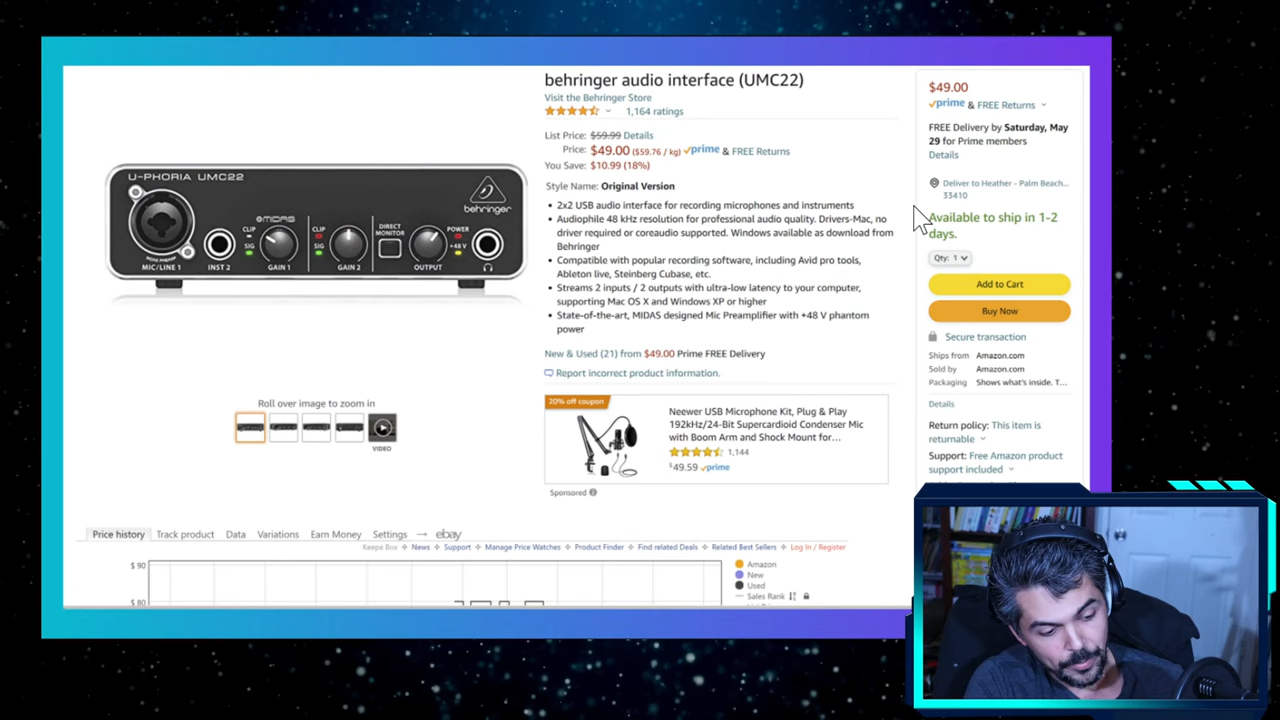 U-PHORIA UMC22
behringer
MIDAS
CLIP
SIG
CLIP
SIG
DIRECT
MONITOR
POWER
+48 V
MIC/LINE 1
INST 2
GAIN 1
GAIN 2
OUTPUT
Roll over image to zoom in
VIDEO
behringer audio interface (UMC22)
Visit the Behringer Store
1,164 ratings
List Price: $59.99 Details
Price: $49.00 ($59.76 / kg) prime & FREE Returns
You Save: $10.99 (18%)
Style Name: Original Version
• 2x2 USB audio interface for recording microphones and instruments
• Audiophile 48 kHz resolution for professional audio quality. Drivers-Mac, no
driver required or coreaudio supported. Windows available as download from
Behringer
• Compatible with popular recording software, including Avid pro tools,
Ableton live, Steinberg Cubase, etc.
• Streams 2 inputs / 2 outputs with ultra-low latency to your computer,
supporting Mac OS X and Windows XP or higher
• State-of-the-art, MIDAS designed Mic Preamplifier with +48 V phantom
power
New & Used (21) from $49.00 Prime FREE Delivery
Report incorrect product information.
20% off coupon
Neewer USB Microphone Kit, Plug & Play
192kHz/24-Bit Supercardioid Condenser Mic
with Boom Arm and Shock Mount for...
1,144
$49.59 prime
Sponsored
$49.00
prime & FREE Returns
FREE Delivery by Saturday, May
29 for Prime members
Details
Deliver to Heather - Palm Beach...
33410
Available to ship in 1-2
days.
Qty: 1
Add to Cart
Buy Now
Secure transaction
Ships from Amazon.com
Sold by Amazon.com
Packaging Shows what's inside. T...
Details
Return policy: This item is
returnable
Support: Free Amazon product
support included
Price history Track product Data Variations Earn Money Settings → ebay
Keepa Box News Support Manage Price Watches Product Finder Find related Deals Related Best Sellers Log In / Register
$ 90
$ 80
Amazon
New
Used
Sales Rank